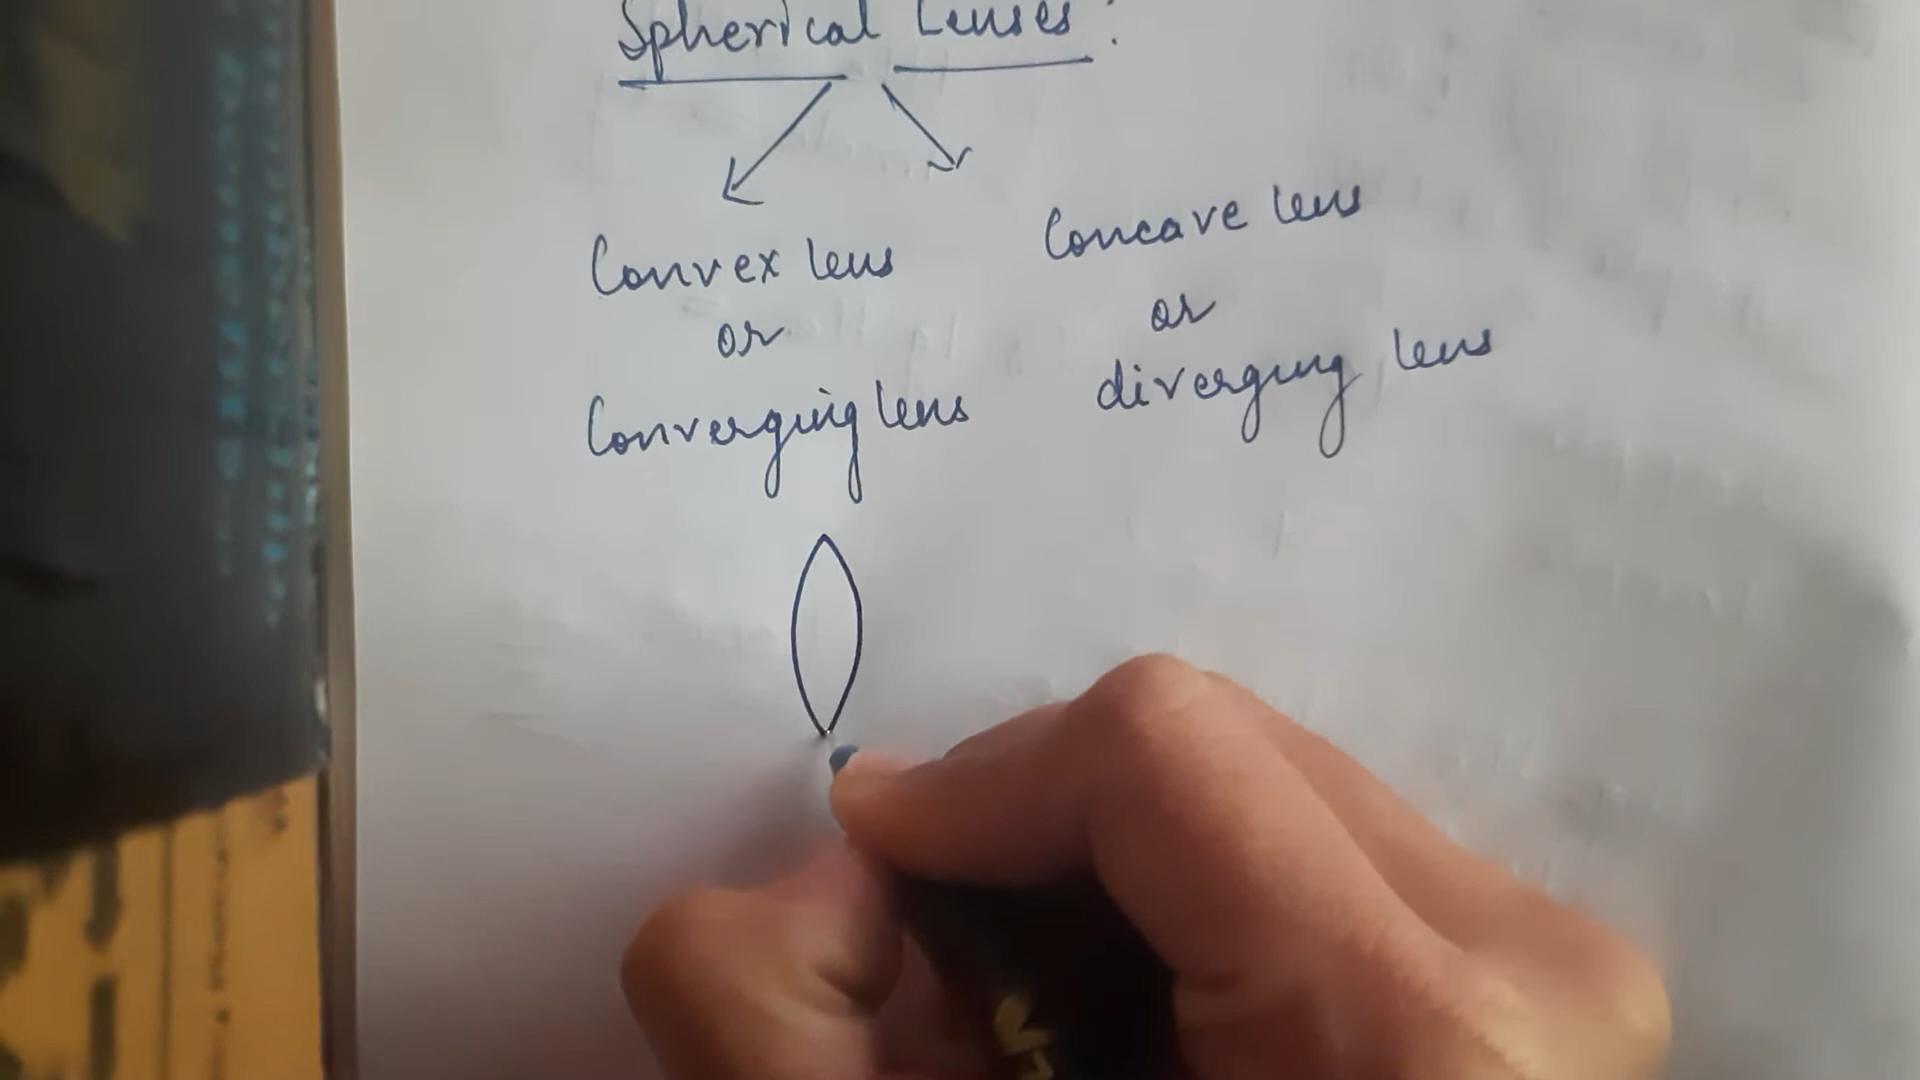 Spherical Lenses :
Convex lens
or
Converging lens
Concave lens
or
diverging lens